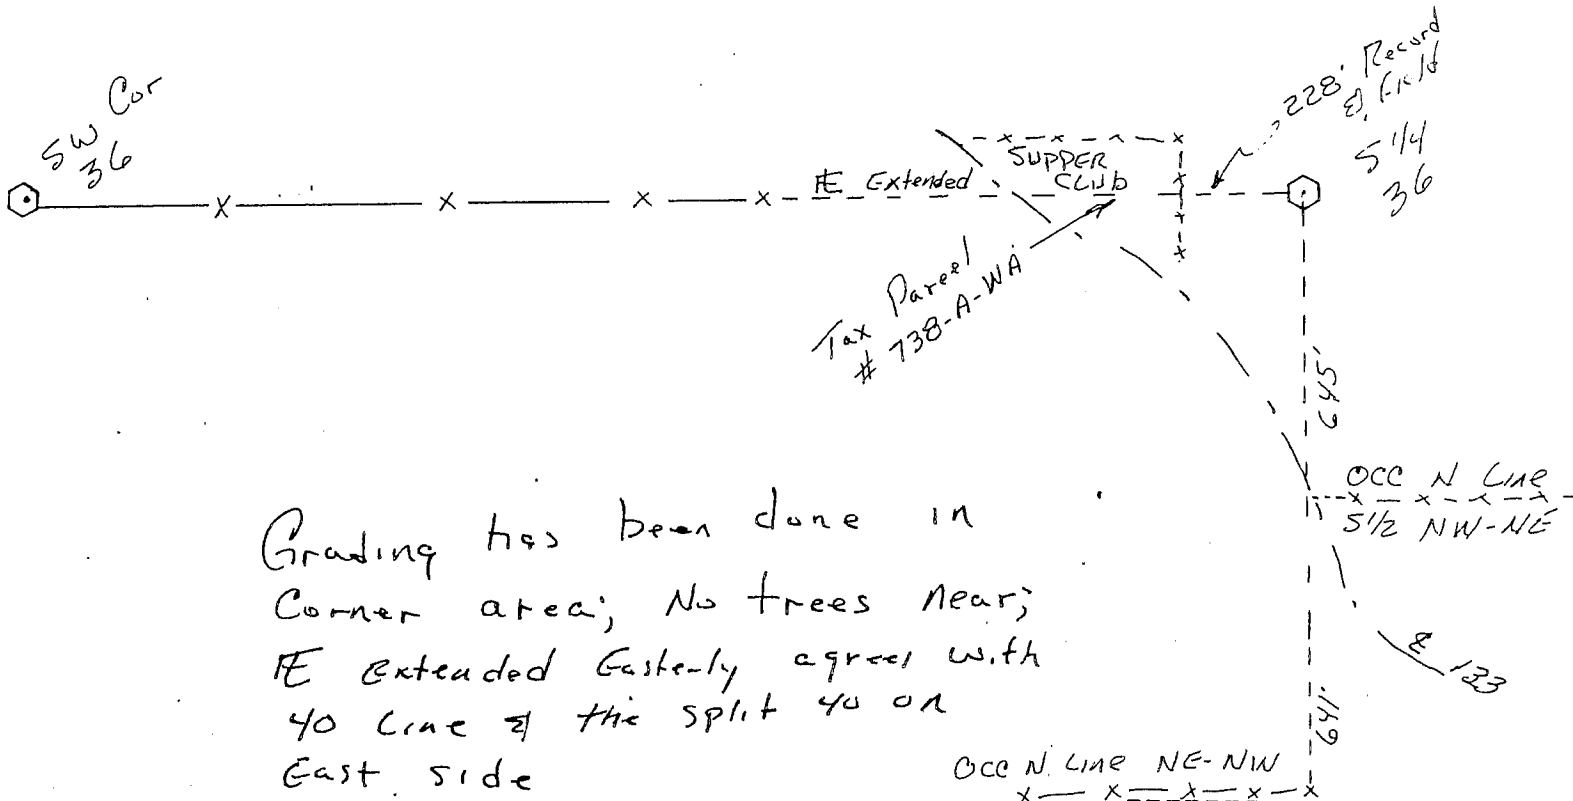 SW Cor
36
FE Extended
SUPPER
CLUB
228' Record
& Field
S 1/4
36
Tax Parcel
# 738-A-WA
645'
OCC N Line
S 1/2 NW-NE
Grading has been done in
Corner area; No trees near;
FE Extended Easterly agrees with
40 Line & the split 40 on
East side
℄ 133
641'
OCC N. Line NE-NW